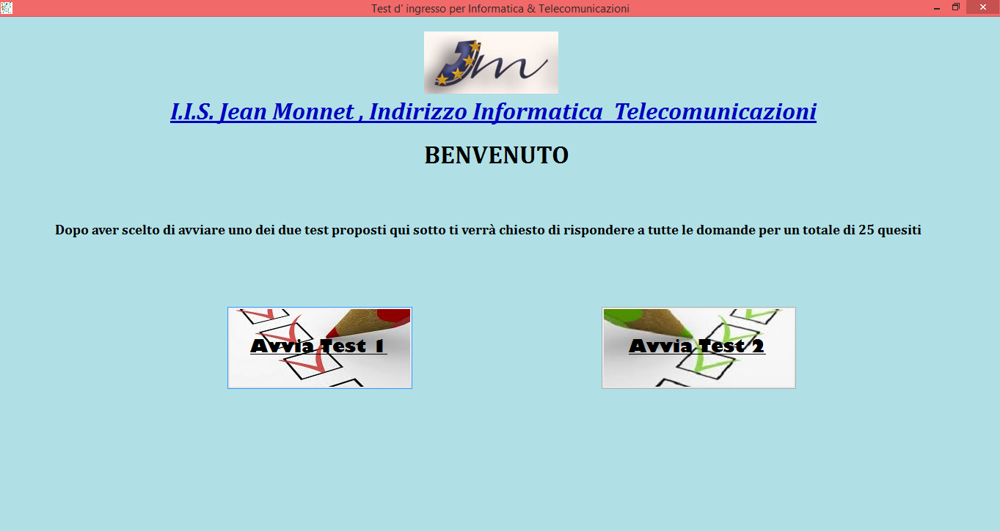 Test d' ingresso per Informatica & Telecomunicazioni
Jm
I.I.S. Jean Monnet , Indirizzo Informatica  Telecomunicazioni
BENVENUTO
Dopo aver scelto di avviare uno dei due test proposti qui sotto ti verrà chiesto di rispondere a tutte le domande per un totale di 25 quesiti
Avvia Test 1
Avvia Test 2